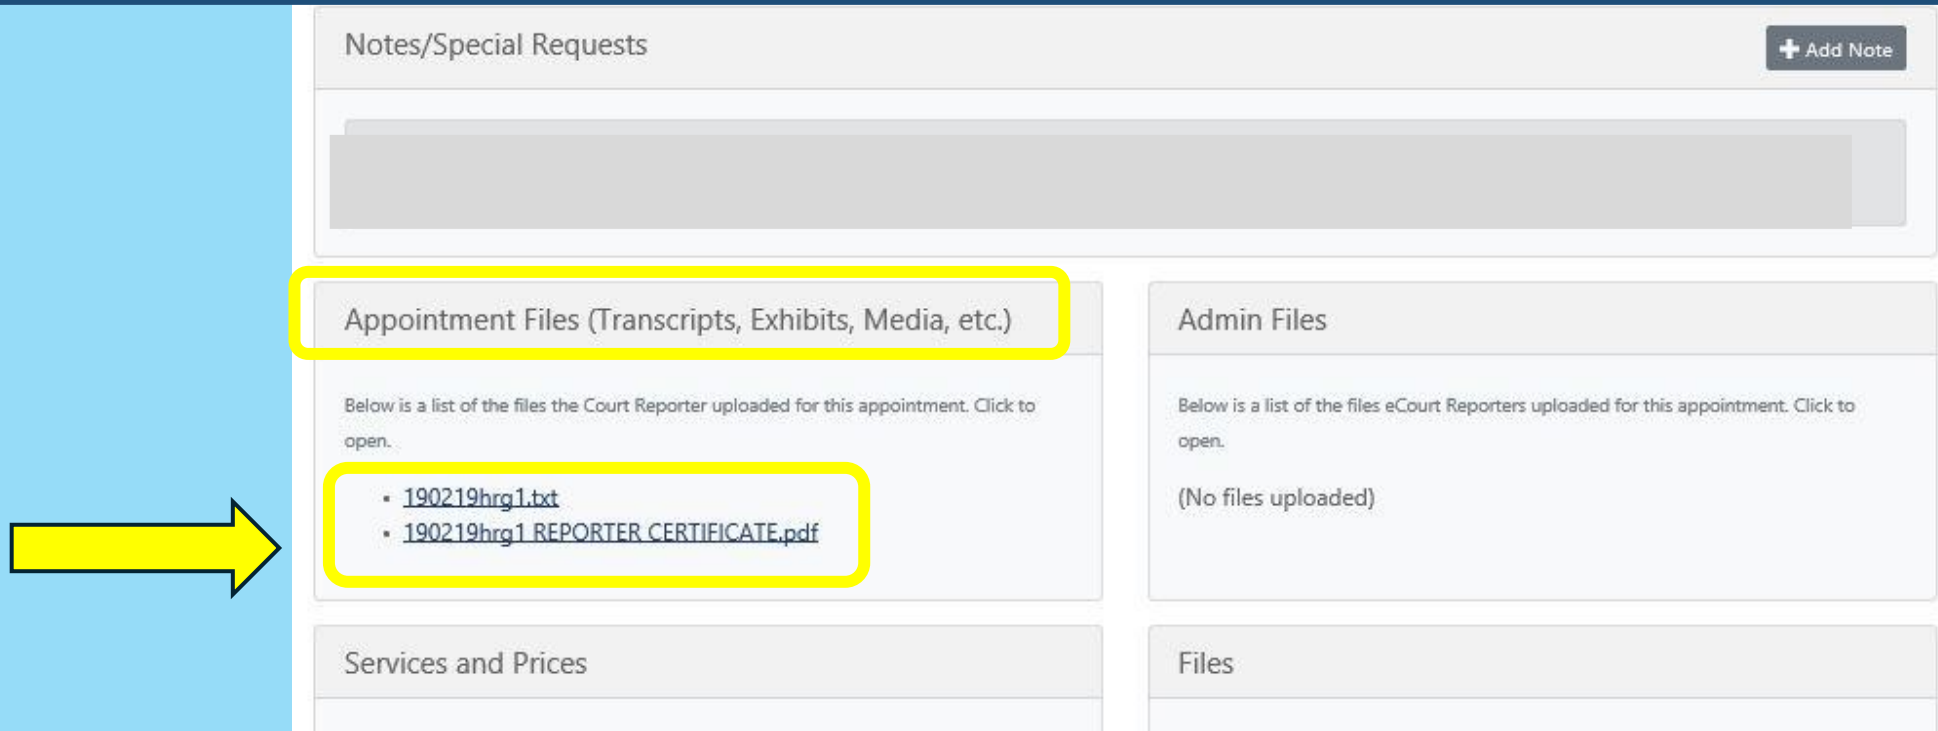 Notes/Special Requests
Add Note
Appointment Files (Transcripts, Exhibits, Media, etc.)
Below is a list of the files the Court Reporter uploaded for this appointment. Click to
open.
190219hrg1.txt
190219hrg1 REPORTER CERTIFICATE.pdf
Admin Files
Below is a list of the files eCourt Reporters uploaded for this appointment. Click to
open.
(No files uploaded)
Services and Prices
Files